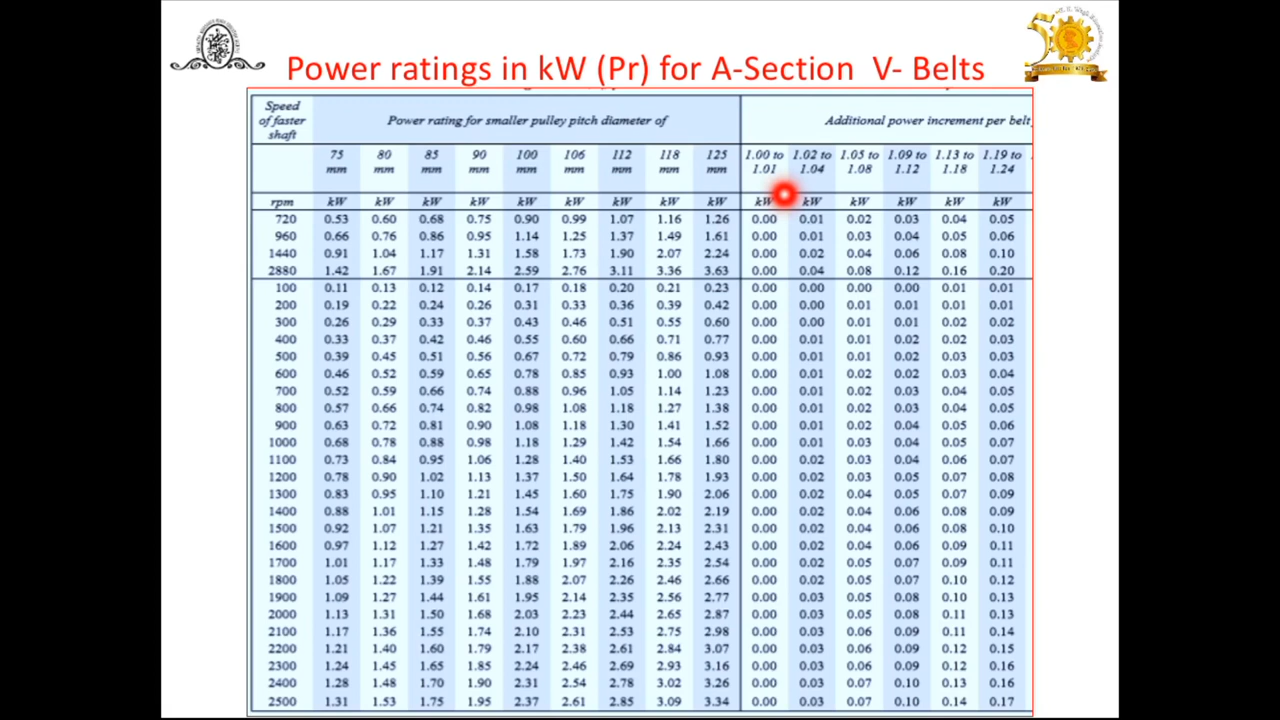 Power ratings in kW (Pr) for A-Section V- Belts
Speed of faster shaft Power rating for smaller pulley pitch diameter of Additional power increment per belt
75 mm 80 mm 85 mm 90 mm 100 mm 106 mm 112 mm 118 mm 125 mm 1.00 to 1.01 1.02 to 1.04 1.05 to 1.08 1.09 to 1.12 1.13 to 1.18 1.19 to 1.24
rpm kW kW kW kW kW kW kW kW kW kW kW kW kW kW kW
720 0.53 0.60 0.68 0.75 0.90 0.99 1.07 1.16 1.26 0.00 0.01 0.02 0.03 0.04 0.05
960 0.66 0.76 0.86 0.95 1.14 1.25 1.37 1.49 1.61 0.00 0.01 0.03 0.04 0.05 0.06
1440 0.91 1.04 1.17 1.31 1.58 1.73 1.90 2.07 2.24 0.00 0.02 0.04 0.06 0.08 0.10
2880 1.42 1.67 1.91 2.14 2.59 2.76 3.11 3.36 3.63 0.00 0.04 0.08 0.12 0.16 0.20
100 0.11 0.13 0.12 0.14 0.17 0.18 0.20 0.21 0.23 0.00 0.00 0.00 0.00 0.01 0.01
200 0.19 0.22 0.24 0.26 0.31 0.33 0.36 0.39 0.42 0.00 0.00 0.01 0.01 0.01 0.01
300 0.26 0.29 0.33 0.37 0.43 0.46 0.51 0.55 0.60 0.00 0.00 0.01 0.01 0.02 0.02
400 0.33 0.37 0.42 0.46 0.55 0.60 0.66 0.71 0.77 0.00 0.01 0.01 0.02 0.02 0.03
500 0.39 0.45 0.51 0.56 0.67 0.72 0.79 0.86 0.93 0.00 0.01 0.01 0.02 0.03 0.03
600 0.46 0.52 0.59 0.65 0.78 0.85 0.93 1.00 1.08 0.00 0.01 0.02 0.02 0.03 0.04
700 0.52 0.59 0.66 0.74 0.88 0.96 1.05 1.14 1.23 0.00 0.01 0.02 0.03 0.04 0.05
800 0.57 0.66 0.74 0.82 0.98 1.08 1.18 1.27 1.38 0.00 0.01 0.02 0.03 0.04 0.05
900 0.63 0.72 0.81 0.90 1.08 1.18 1.30 1.41 1.52 0.00 0.01 0.02 0.04 0.05 0.06
1000 0.68 0.78 0.88 0.98 1.18 1.29 1.42 1.54 1.66 0.00 0.01 0.03 0.04 0.05 0.07
1100 0.73 0.84 0.95 1.06 1.28 1.40 1.53 1.66 1.80 0.00 0.02 0.03 0.04 0.06 0.07
1200 0.78 0.90 1.02 1.13 1.37 1.50 1.64 1.78 1.93 0.00 0.02 0.03 0.05 0.07 0.08
1300 0.83 0.95 1.10 1.21 1.45 1.60 1.75 1.90 2.06 0.00 0.02 0.04 0.05 0.07 0.09
1400 0.88 1.01 1.15 1.28 1.54 1.69 1.86 2.02 2.19 0.00 0.02 0.04 0.06 0.08 0.09
1500 0.92 1.07 1.21 1.35 1.63 1.79 1.96 2.13 2.31 0.00 0.02 0.04 0.06 0.08 0.10
1600 0.97 1.12 1.27 1.42 1.72 1.89 2.06 2.24 2.43 0.00 0.02 0.04 0.06 0.09 0.11
1700 1.01 1.17 1.33 1.48 1.79 1.97 2.16 2.35 2.54 0.00 0.02 0.05 0.07 0.09 0.11
1800 1.05 1.22 1.39 1.55 1.88 2.07 2.26 2.46 2.66 0.00 0.02 0.05 0.07 0.10 0.12
1900 1.09 1.27 1.44 1.61 1.95 2.14 2.35 2.56 2.77 0.00 0.03 0.05 0.08 0.10 0.13
2000 1.13 1.31 1.50 1.68 2.03 2.23 2.44 2.65 2.87 0.00 0.03 0.05 0.08 0.11 0.13
2100 1.17 1.36 1.55 1.74 2.10 2.31 2.53 2.75 2.98 0.00 0.03 0.06 0.09 0.11 0.14
2200 1.21 1.40 1.60 1.79 2.17 2.38 2.61 2.84 3.07 0.00 0.03 0.06 0.09 0.12 0.15
2300 1.24 1.45 1.65 1.85 2.24 2.46 2.69 2.93 3.16 0.00 0.03 0.06 0.09 0.12 0.16
2400 1.28 1.48 1.70 1.90 2.31 2.54 2.78 3.02 3.26 0.00 0.03 0.07 0.10 0.13 0.16
2500 1.31 1.53 1.75 1.95 2.37 2.61 2.85 3.09 3.34 0.00 0.03 0.07 0.10 0.14 0.17